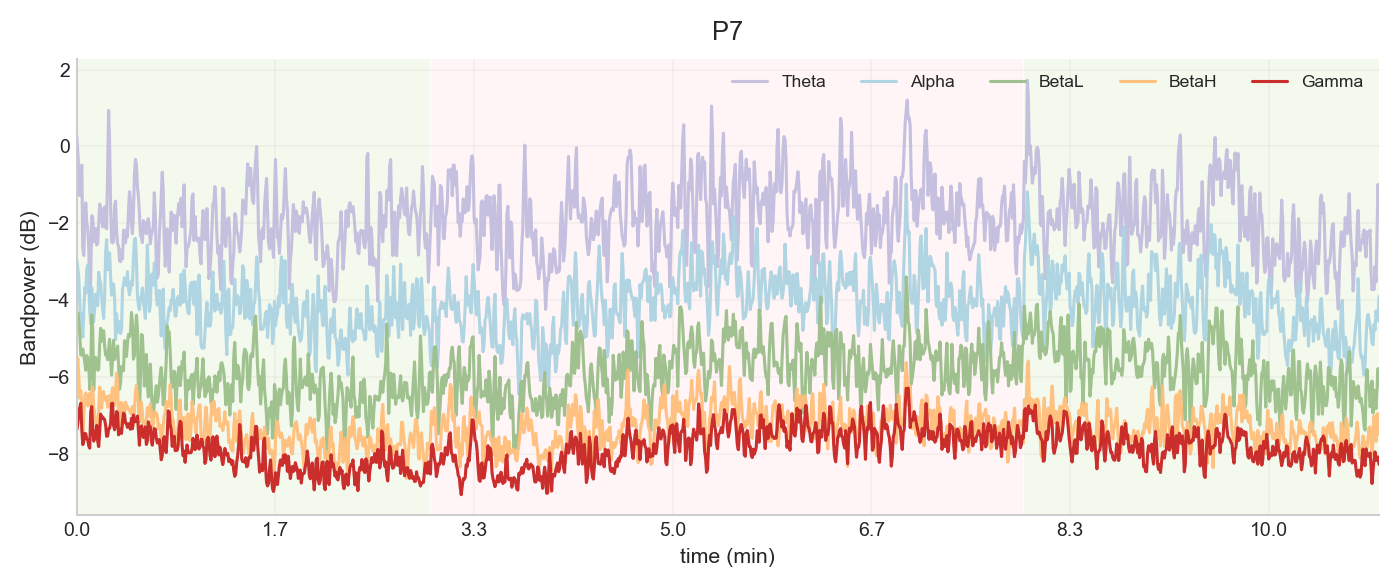 P7
Theta Alpha BetaL BetaH Gamma
Bandpower (dB)
2
0
−2
−4
−6
−8
0.0 1.7 3.3 5.0 6.7 8.3 10.0
time (min)